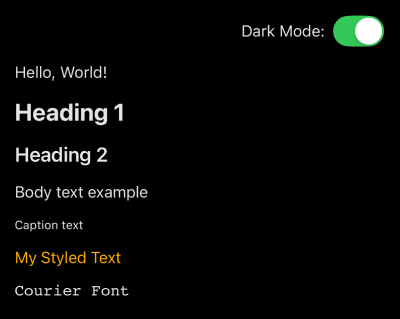 Dark Mode:
Hello, World!
Heading 1
Heading 2
Body text example
Caption text
My Styled Text
Courier Font